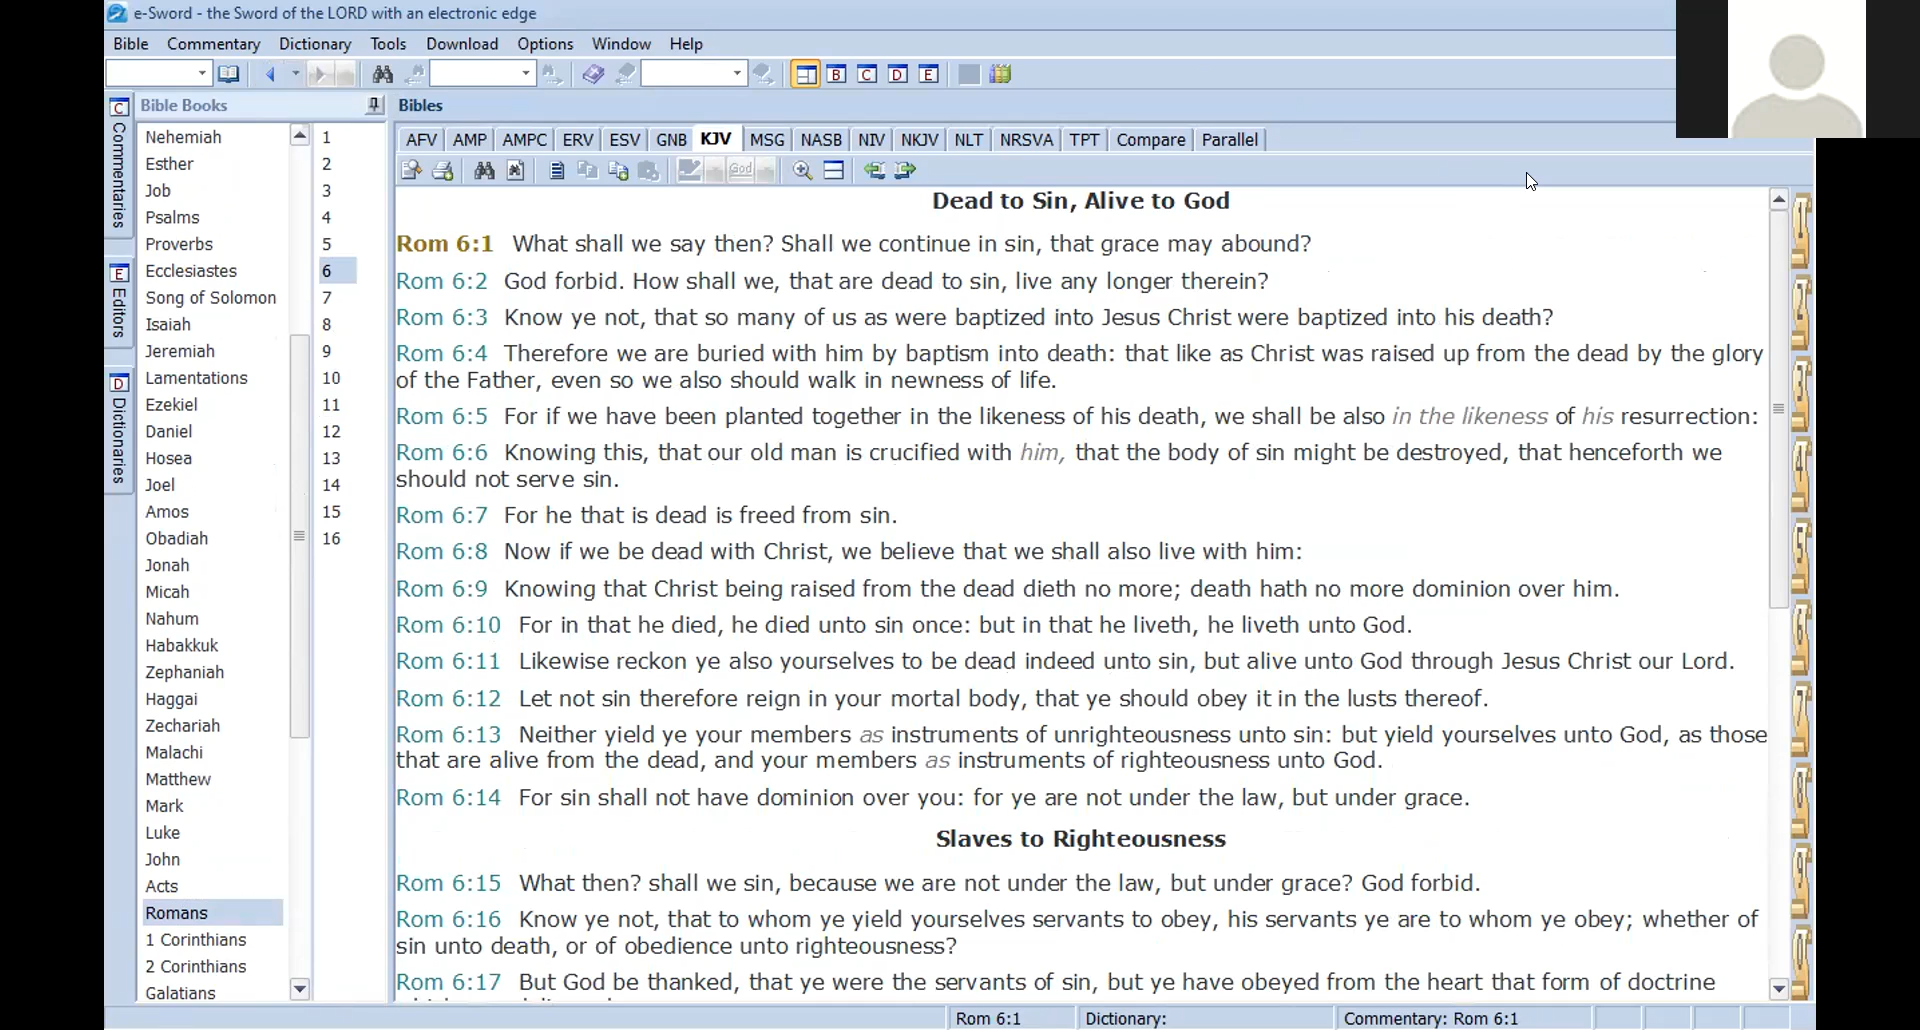 e-Sword - the Sword of the LORD with an electronic edge
Bible Commentary Dictionary Tools Download Options Window Help
B C D E
C Commentaries
E Editors
D Dictionaries
Bible Books
Nehemiah
Esther
Job
Psalms
Proverbs
Ecclesiastes
Song of Solomon
Isaiah
Jeremiah
Lamentations
Ezekiel
Daniel
Hosea
Joel
Amos
Obadiah
Jonah
Micah
Nahum
Habakkuk
Zephaniah
Haggai
Zechariah
Malachi
Matthew
Mark
Luke
John
Acts
Romans
1 Corinthians
2 Corinthians
Galatians
1
2
3
4
5
6
7
8
9
10
11
12
13
14
15
16
Bibles
AFV AMP AMPC ERV ESV GNB KJV MSG NASB NIV NKJV NLT NRSVA TPT Compare Parallel
God
Dead to Sin, Alive to God
Rom 6:1 What shall we say then? Shall we continue in sin, that grace may abound?
Rom 6:2 God forbid. How shall we, that are dead to sin, live any longer therein?
Rom 6:3 Know ye not, that so many of us as were baptized into Jesus Christ were baptized into his death?
Rom 6:4 Therefore we are buried with him by baptism into death: that like as Christ was raised up from the dead by the glory
of the Father, even so we also should walk in newness of life.
Rom 6:5 For if we have been planted together in the likeness of his death, we shall be also in the likeness of his resurrection:
Rom 6:6 Knowing this, that our old man is crucified with him, that the body of sin might be destroyed, that henceforth we
should not serve sin.
Rom 6:7 For he that is dead is freed from sin.
Rom 6:8 Now if we be dead with Christ, we believe that we shall also live with him:
Rom 6:9 Knowing that Christ being raised from the dead dieth no more; death hath no more dominion over him.
Rom 6:10 For in that he died, he died unto sin once: but in that he liveth, he liveth unto God.
Rom 6:11 Likewise reckon ye also yourselves to be dead indeed unto sin, but alive unto God through Jesus Christ our Lord.
Rom 6:12 Let not sin therefore reign in your mortal body, that ye should obey it in the lusts thereof.
Rom 6:13 Neither yield ye your members as instruments of unrighteousness unto sin: but yield yourselves unto God, as those
that are alive from the dead, and your members as instruments of righteousness unto God.
Rom 6:14 For sin shall not have dominion over you: for ye are not under the law, but under grace.
Slaves to Righteousness
Rom 6:15 What then? shall we sin, because we are not under the law, but under grace? God forbid.
Rom 6:16 Know ye not, that to whom ye yield yourselves servants to obey, his servants ye are to whom ye obey; whether of
sin unto death, or of obedience unto righteousness?
Rom 6:17 But God be thanked, that ye were the servants of sin, but ye have obeyed from the heart that form of doctrine
1
2
3
4
5
6
7
8
9
0
Rom 6:1 Dictionary: Commentary: Rom 6:1